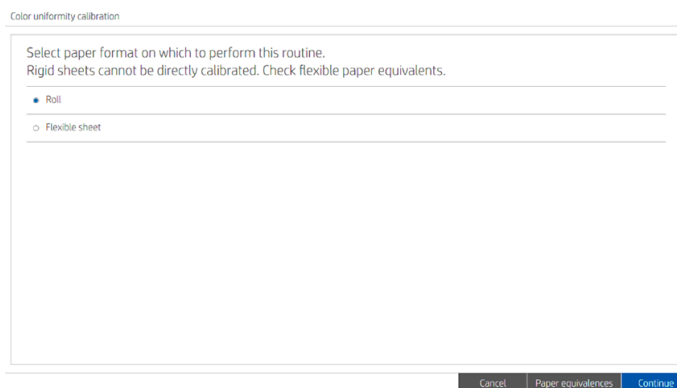 Color uniformity calibration
Select paper format on which to perform this routine.
Rigid sheets cannot be directly calibrated. Check flexible paper equivalents.
Roll
Flexible sheet
Cancel
Paper equivalences
Continue